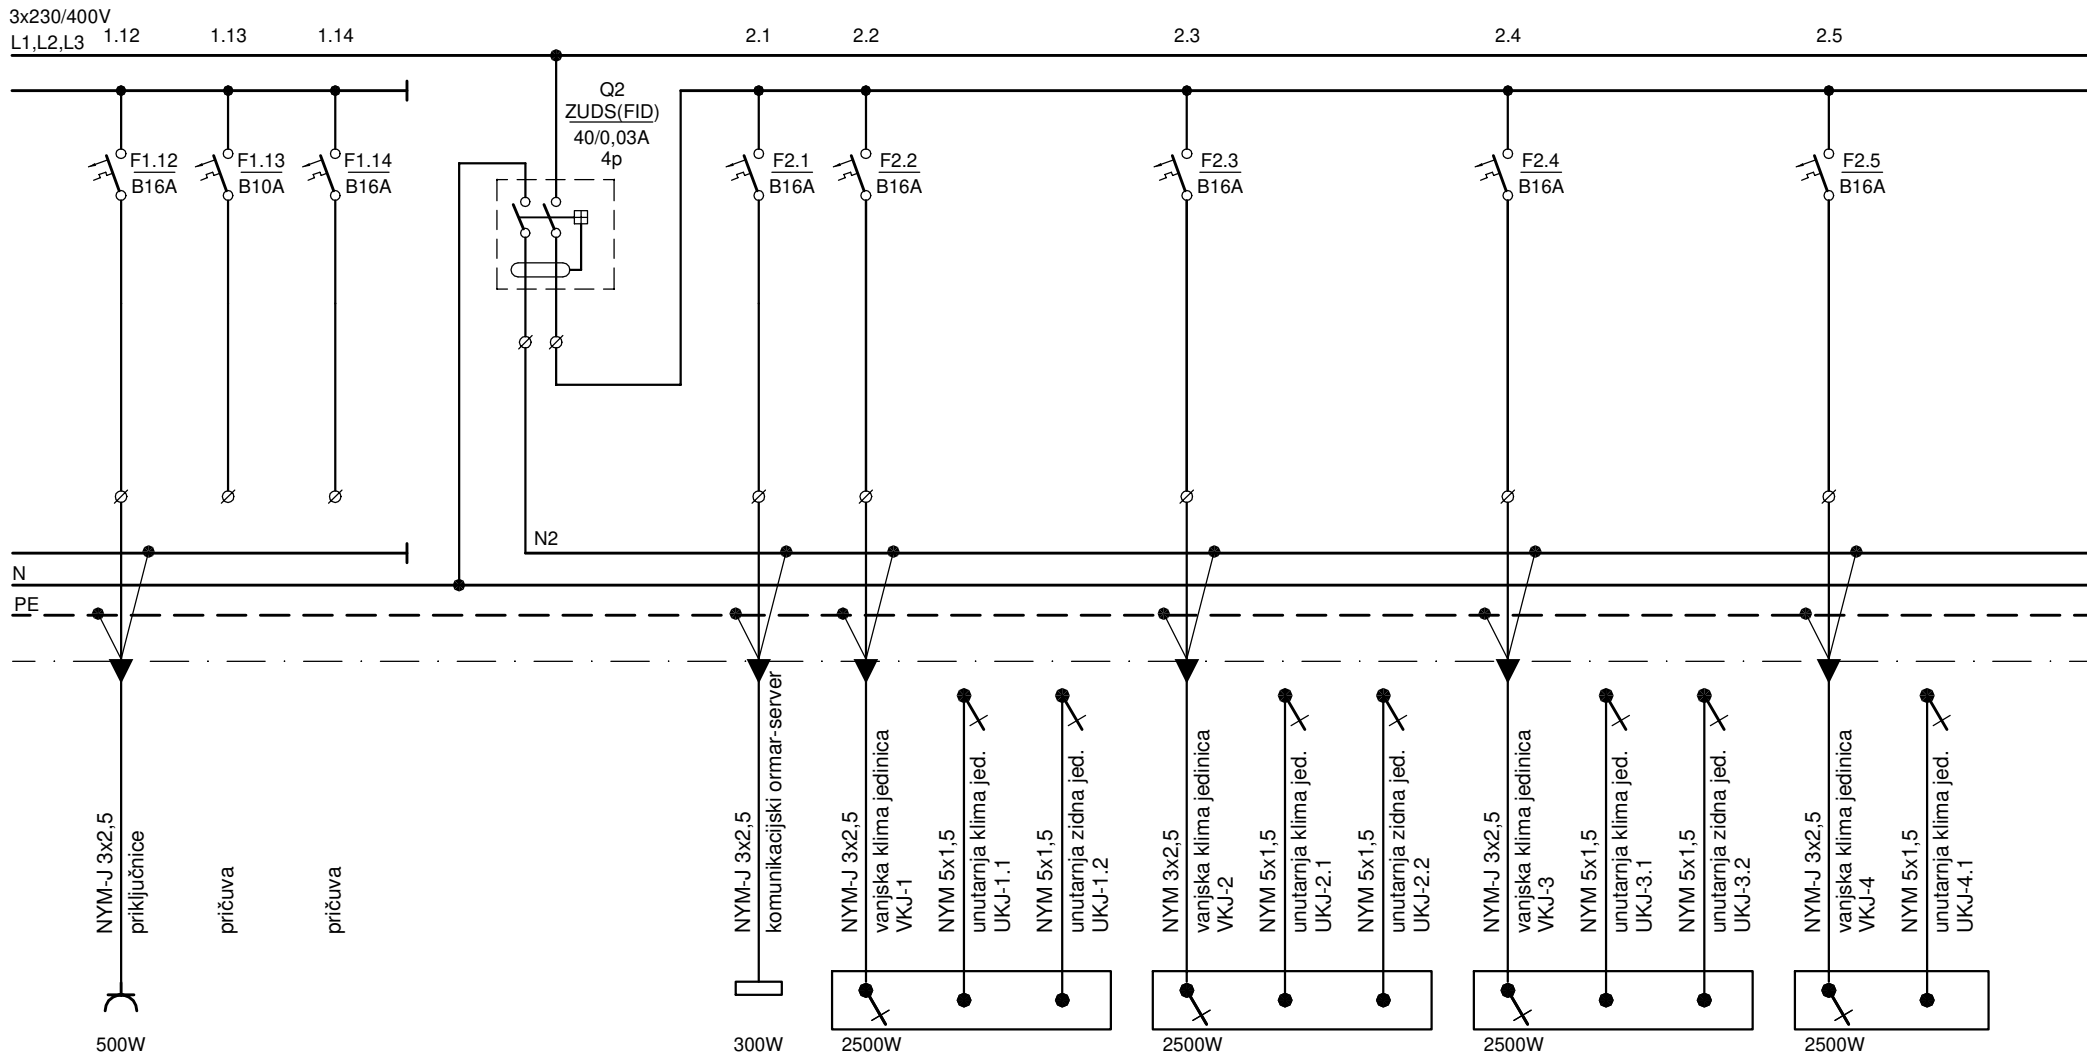 3x230/400V
L1,L2,L3
1.12
1.13
1.14
2.1
2.2
2.3
2.4
2.5
Q2
ZUDS(FID)
40/0,03A
4p
F1.12
B16A
F1.13
B10A
F1.14
B16A
F2.1
B16A
F2.2
B16A
F2.3
B16A
F2.4
B16A
F2.5
B16A
N2
N
PE
NYM-J 3x2,5
priključnice
pričuva
pričuva
NYM-J 3x2,5
komunikacijski ormar-server
NYM-J 3x2,5
vanjska klima jedinica
VKJ-1
NYM 5x1,5
unutarnja klima jed.
UKJ-1.1
NYM 5x1,5
unutarnja zidna jed.
UKJ-1.2
NYM 3x2,5
vanjska klima jedinica
VKJ-2
NYM 5x1,5
unutarnja klima jed.
UKJ-2.1
NYM 5x1,5
unutarnja zidna jed.
UKJ-2.2
NYM-J 3x2,5
vanjska klima jedinica
VKJ-3
NYM 5x1,5
unutarnja klima jed.
UKJ-3.1
NYM 5x1,5
unutarnja zidna jed.
UKJ-3.2
NYM-J 3x2,5
vanjska klima jedinica
VKJ-4
NYM 5x1,5
unutarnja klima jed.
UKJ-4.1
500W
300W
2500W
2500W
2500W
2500W